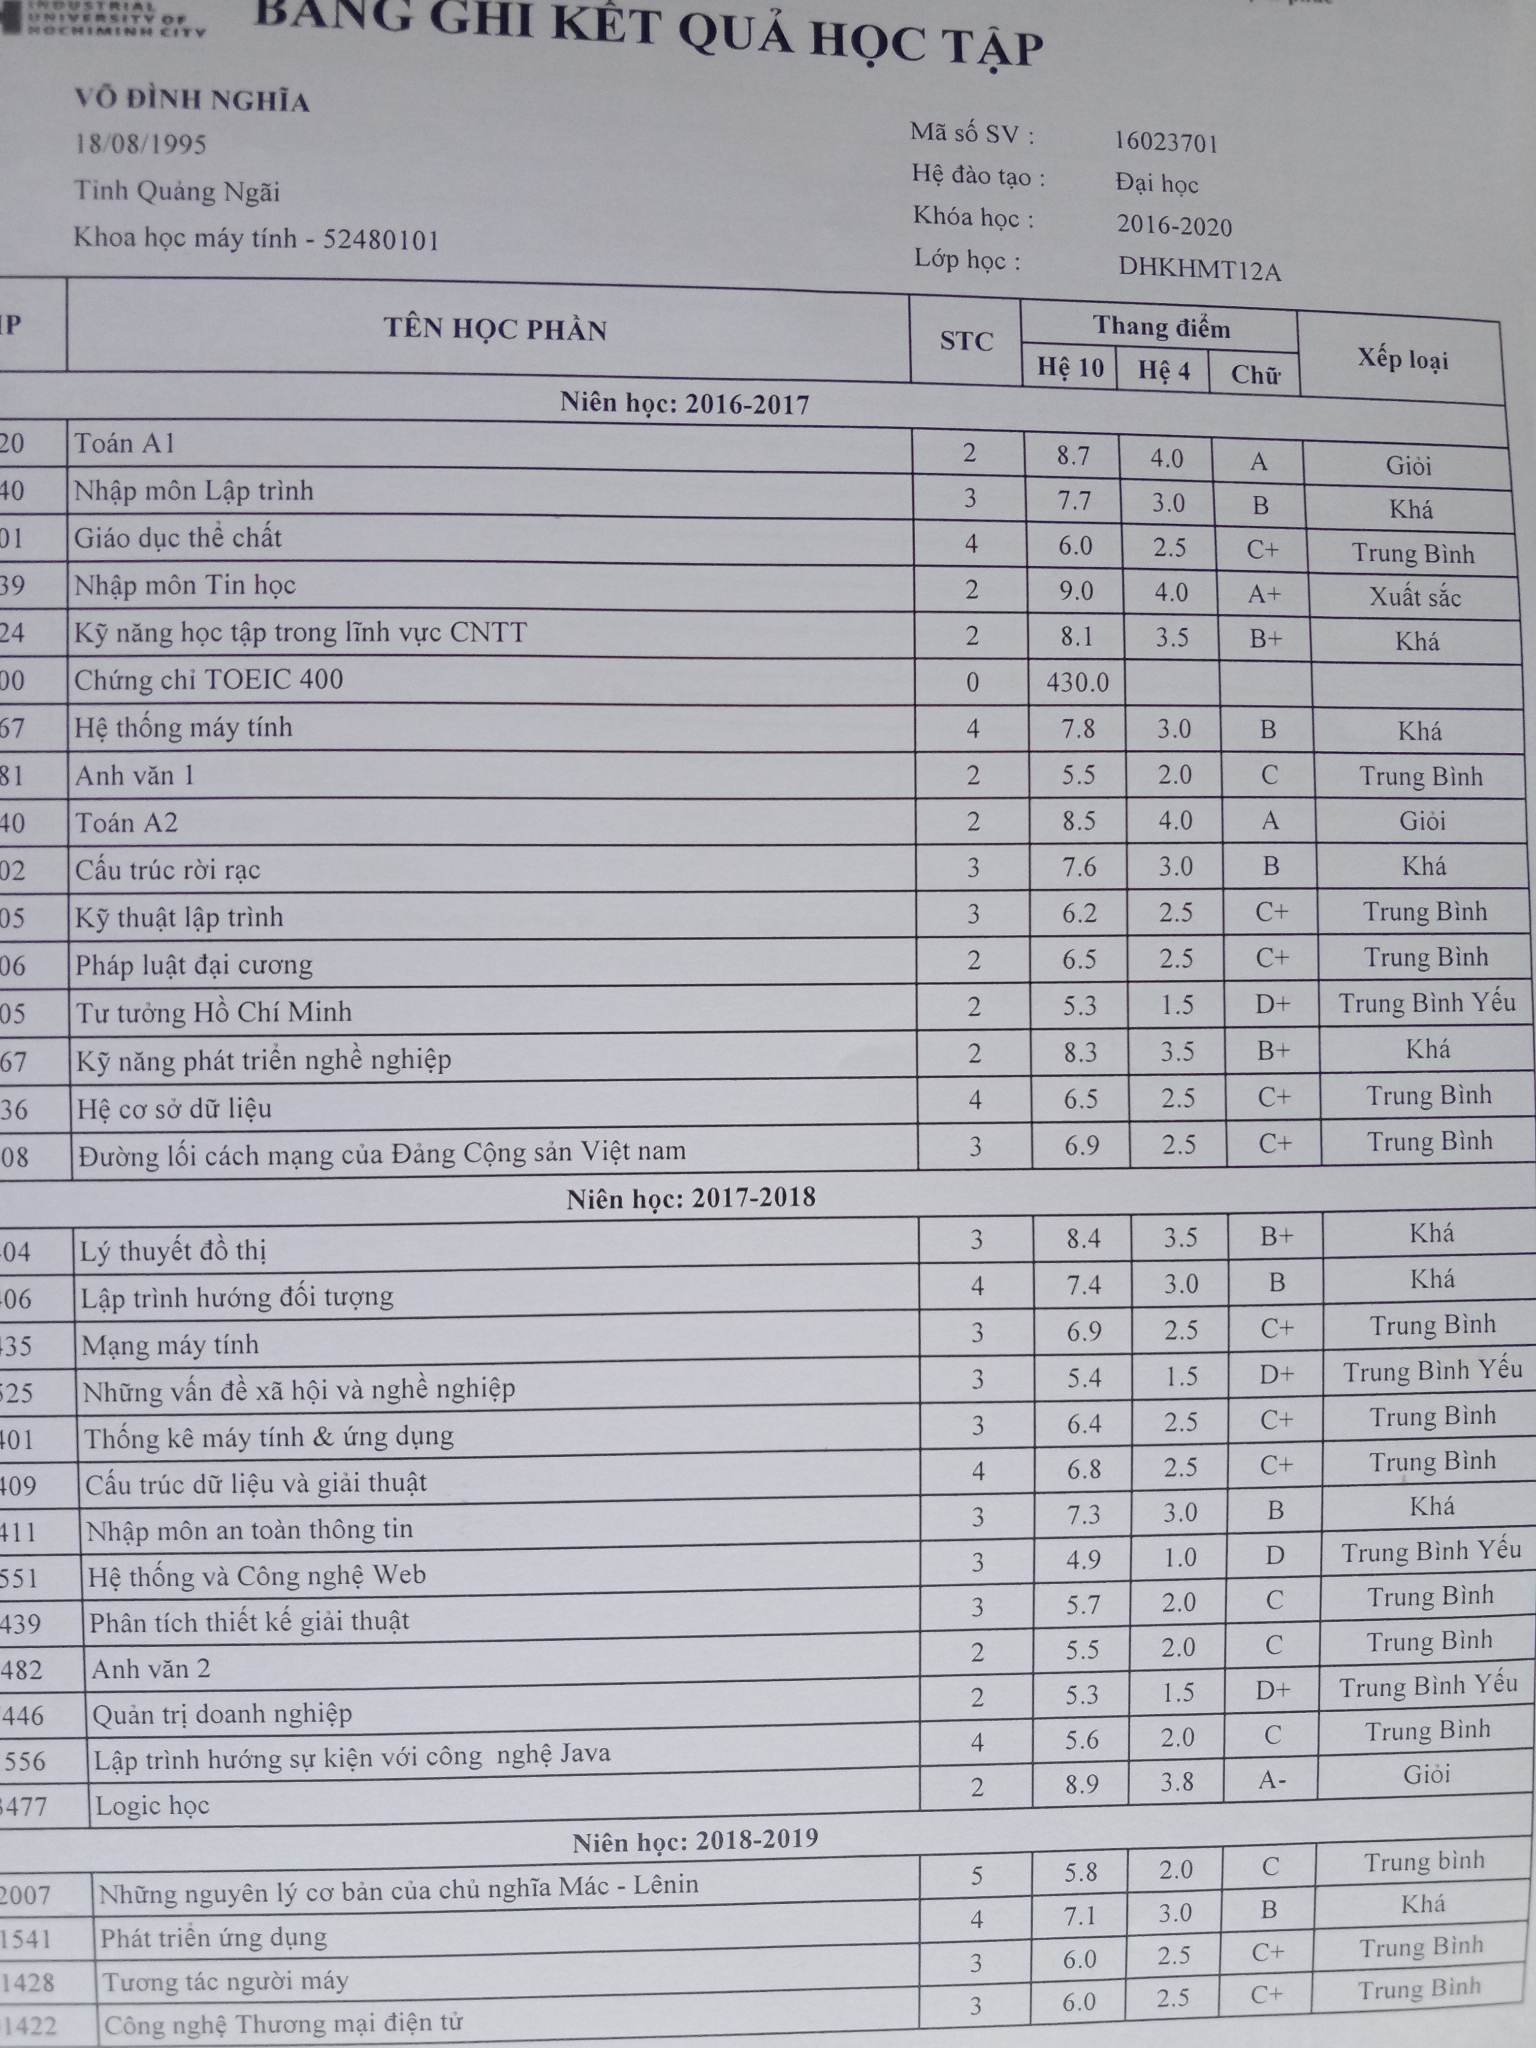 INDUSTRIAL
UNIVERSITY OF
HOCHIMINH CITY
BẢNG GHI KẾT QUẢ HỌC TẬP
VÕ ĐÌNH NGHĨA
18/08/1995
Tỉnh Quảng Ngãi
Khoa học máy tính - 52480101
Mã số SV : 16023701
Hệ đào tạo : Đại học
Khóa học : 2016-2020
Lớp học : DHKHMT12A
HP TÊN HỌC PHẦN STC Thang điểm Xếp loại
Hệ 10 Hệ 4 Chữ
Niên học: 2016-2017
20 Toán A1 2 8.7 4.0 A Giỏi
40 Nhập môn Lập trình 3 7.7 3.0 B Khá
01 Giáo dục thể chất 4 6.0 2.5 C+ Trung Bình
39 Nhập môn Tin học 2 9.0 4.0 A+ Xuất sắc
24 Kỹ năng học tập trong lĩnh vực CNTT 2 8.1 3.5 B+ Khá
00 Chứng chỉ TOEIC 400 0 430.0
67 Hệ thống máy tính 4 7.8 3.0 B Khá
81 Anh văn 1 2 5.5 2.0 C Trung Bình
40 Toán A2 2 8.5 4.0 A Giỏi
02 Cấu trúc rời rạc 3 7.6 3.0 B Khá
05 Kỹ thuật lập trình 3 6.2 2.5 C+ Trung Bình
06 Pháp luật đại cương 2 6.5 2.5 C+ Trung Bình
05 Tư tưởng Hồ Chí Minh 2 5.3 1.5 D+ Trung Bình Yếu
67 Kỹ năng phát triển nghề nghiệp 2 8.3 3.5 B+ Khá
36 Hệ cơ sở dữ liệu 4 6.5 2.5 C+ Trung Bình
08 Đường lối cách mạng của Đảng Cộng sản Việt nam 3 6.9 2.5 C+ Trung Bình
Niên học: 2017-2018
404 Lý thuyết đồ thị 3 8.4 3.5 B+ Khá
406 Lập trình hướng đối tượng 4 7.4 3.0 B Khá
435 Mạng máy tính 3 6.9 2.5 C+ Trung Bình
525 Những vấn đề xã hội và nghề nghiệp 3 5.4 1.5 D+ Trung Bình Yếu
401 Thống kê máy tính & ứng dụng 3 6.4 2.5 C+ Trung Bình
409 Cấu trúc dữ liệu và giải thuật 4 6.8 2.5 C+ Trung Bình
411 Nhập môn an toàn thông tin 3 7.3 3.0 B Khá
551 Hệ thống và Công nghệ Web 3 4.9 1.0 D Trung Bình Yếu
439 Phân tích thiết kế giải thuật 3 5.7 2.0 C Trung Bình
482 Anh văn 2 2 5.5 2.0 C Trung Bình
446 Quản trị doanh nghiệp 2 5.3 1.5 D+ Trung Bình Yếu
556 Lập trình hướng sự kiện với công nghệ Java 4 5.6 2.0 C Trung Bình
3477 Logic học 2 8.9 3.8 A- Giỏi
Niên học: 2018-2019
2007 Những nguyên lý cơ bản của chủ nghĩa Mác - Lênin 5 5.8 2.0 C Trung bình
1541 Phát triển ứng dụng 4 7.1 3.0 B Khá
1428 Tương tác người máy 3 6.0 2.5 C+ Trung Bình
1422 Công nghệ Thương mại điện tử 3 6.0 2.5 C+ Trung Bình